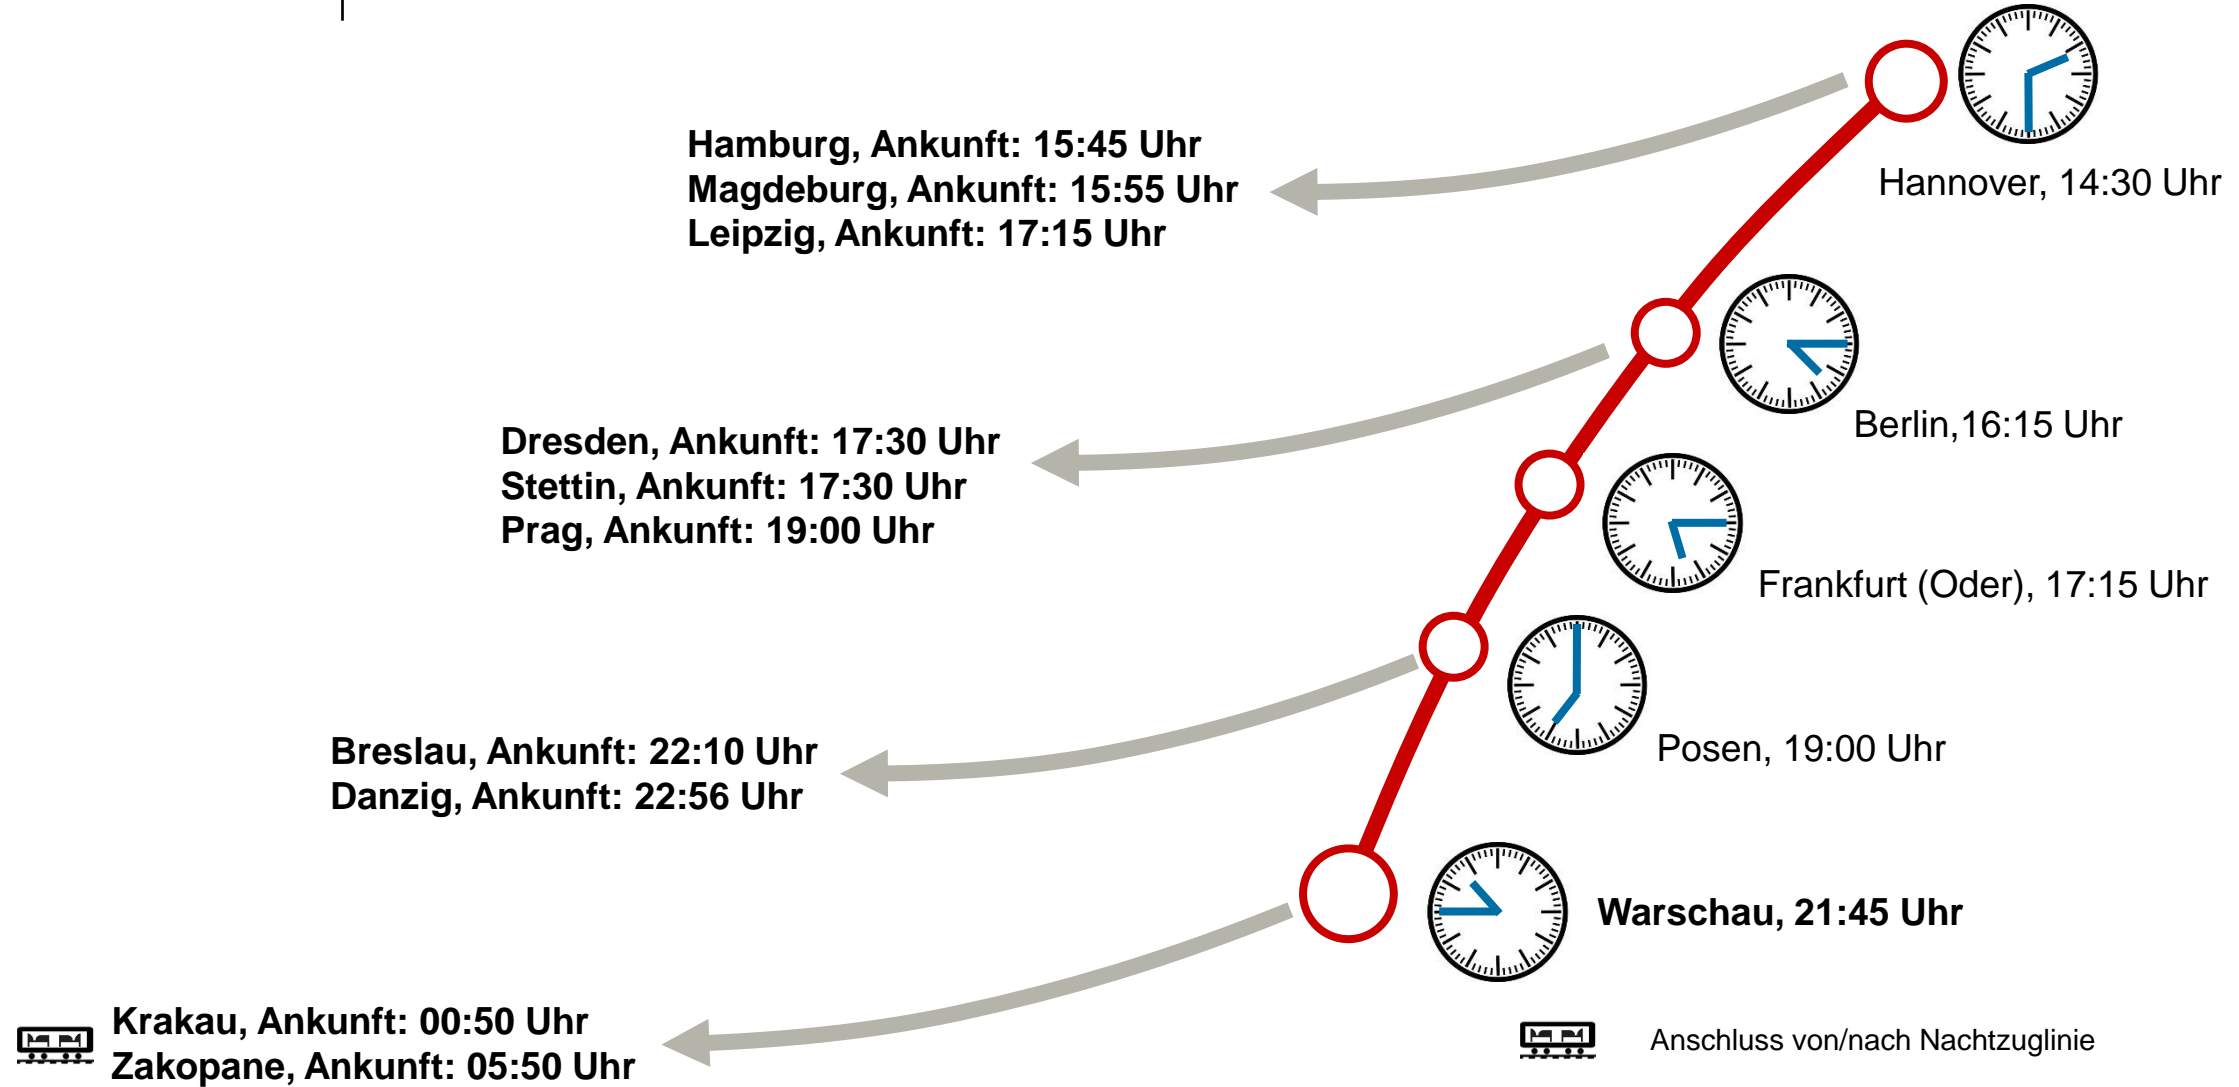 Hamburg, Ankunft: 15:45 Uhr
Magdeburg, Ankunft: 15:55 Uhr
Leipzig, Ankunft: 17:15 Uhr
Hannover, 14:30 Uhr
Berlin,16:15 Uhr
Dresden, Ankunft: 17:30 Uhr
Stettin, Ankunft: 17:30 Uhr
Prag, Ankunft: 19:00 Uhr
Frankfurt (Oder), 17:15 Uhr
Posen, 19:00 Uhr
Breslau, Ankunft: 22:10 Uhr
Danzig, Ankunft: 22:56 Uhr
Warschau, 21:45 Uhr
Krakau, Ankunft: 00:50 Uhr
Zakopane, Ankunft: 05:50 Uhr
Anschluss von/nach Nachtzuglinie